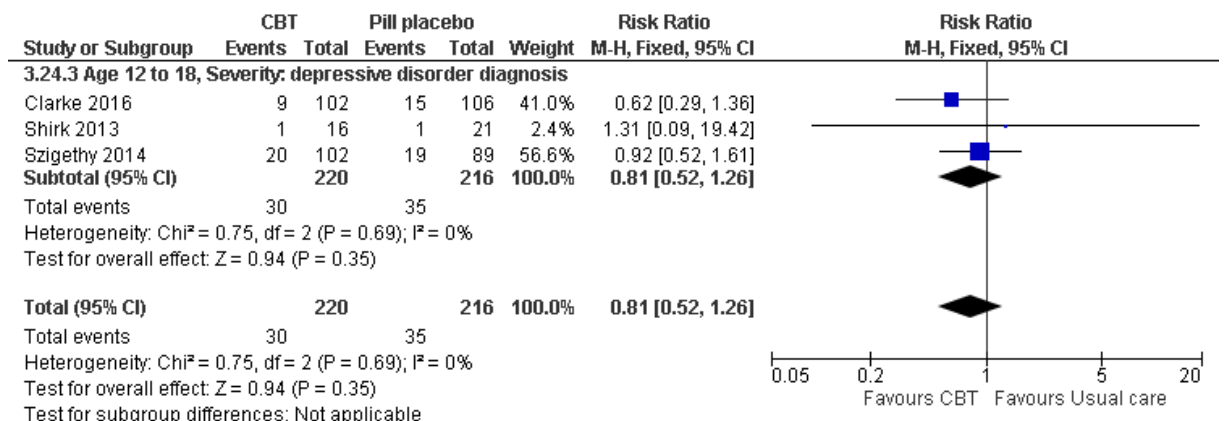 CBT Pill placebo Risk Ratio Risk Ratio
Study or Subgroup Events Total Events Total Weight M-H, Fixed, 95% CI M-H, Fixed, 95% CI
3.24.3 Age 12 to 18, Severity: depressive disorder diagnosis
Clarke 2016 9 102 15 106 41.0% 0.62 [0.29, 1.36]
Shirk 2013 1 16 1 21 2.4% 1.31 [0.09, 19.42]
Szigethy 2014 20 102 19 89 56.6% 0.92 [0.52, 1.61]
Subtotal (95% CI) 220 216 100.0% 0.81 [0.52, 1.26]
Total events 30 35
Heterogeneity: Chi² = 0.75, df = 2 (P = 0.69); I² = 0%
Test for overall effect: Z = 0.94 (P = 0.35)
Total (95% CI) 220 216 100.0% 0.81 [0.52, 1.26]
Total events 30 35
Heterogeneity: Chi² = 0.75, df = 2 (P = 0.69); I² = 0%
Test for overall effect: Z = 0.94 (P = 0.35)
Test for subgroup differences: Not applicable
0.05 0.2 1 5 20
Favours CBT Favours Usual care